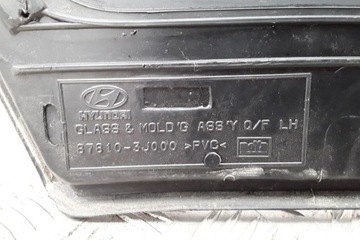 HYUNDAI
GLASS & MOLD'G ASS'Y Q/F LH
87810-3J000 >PVC<